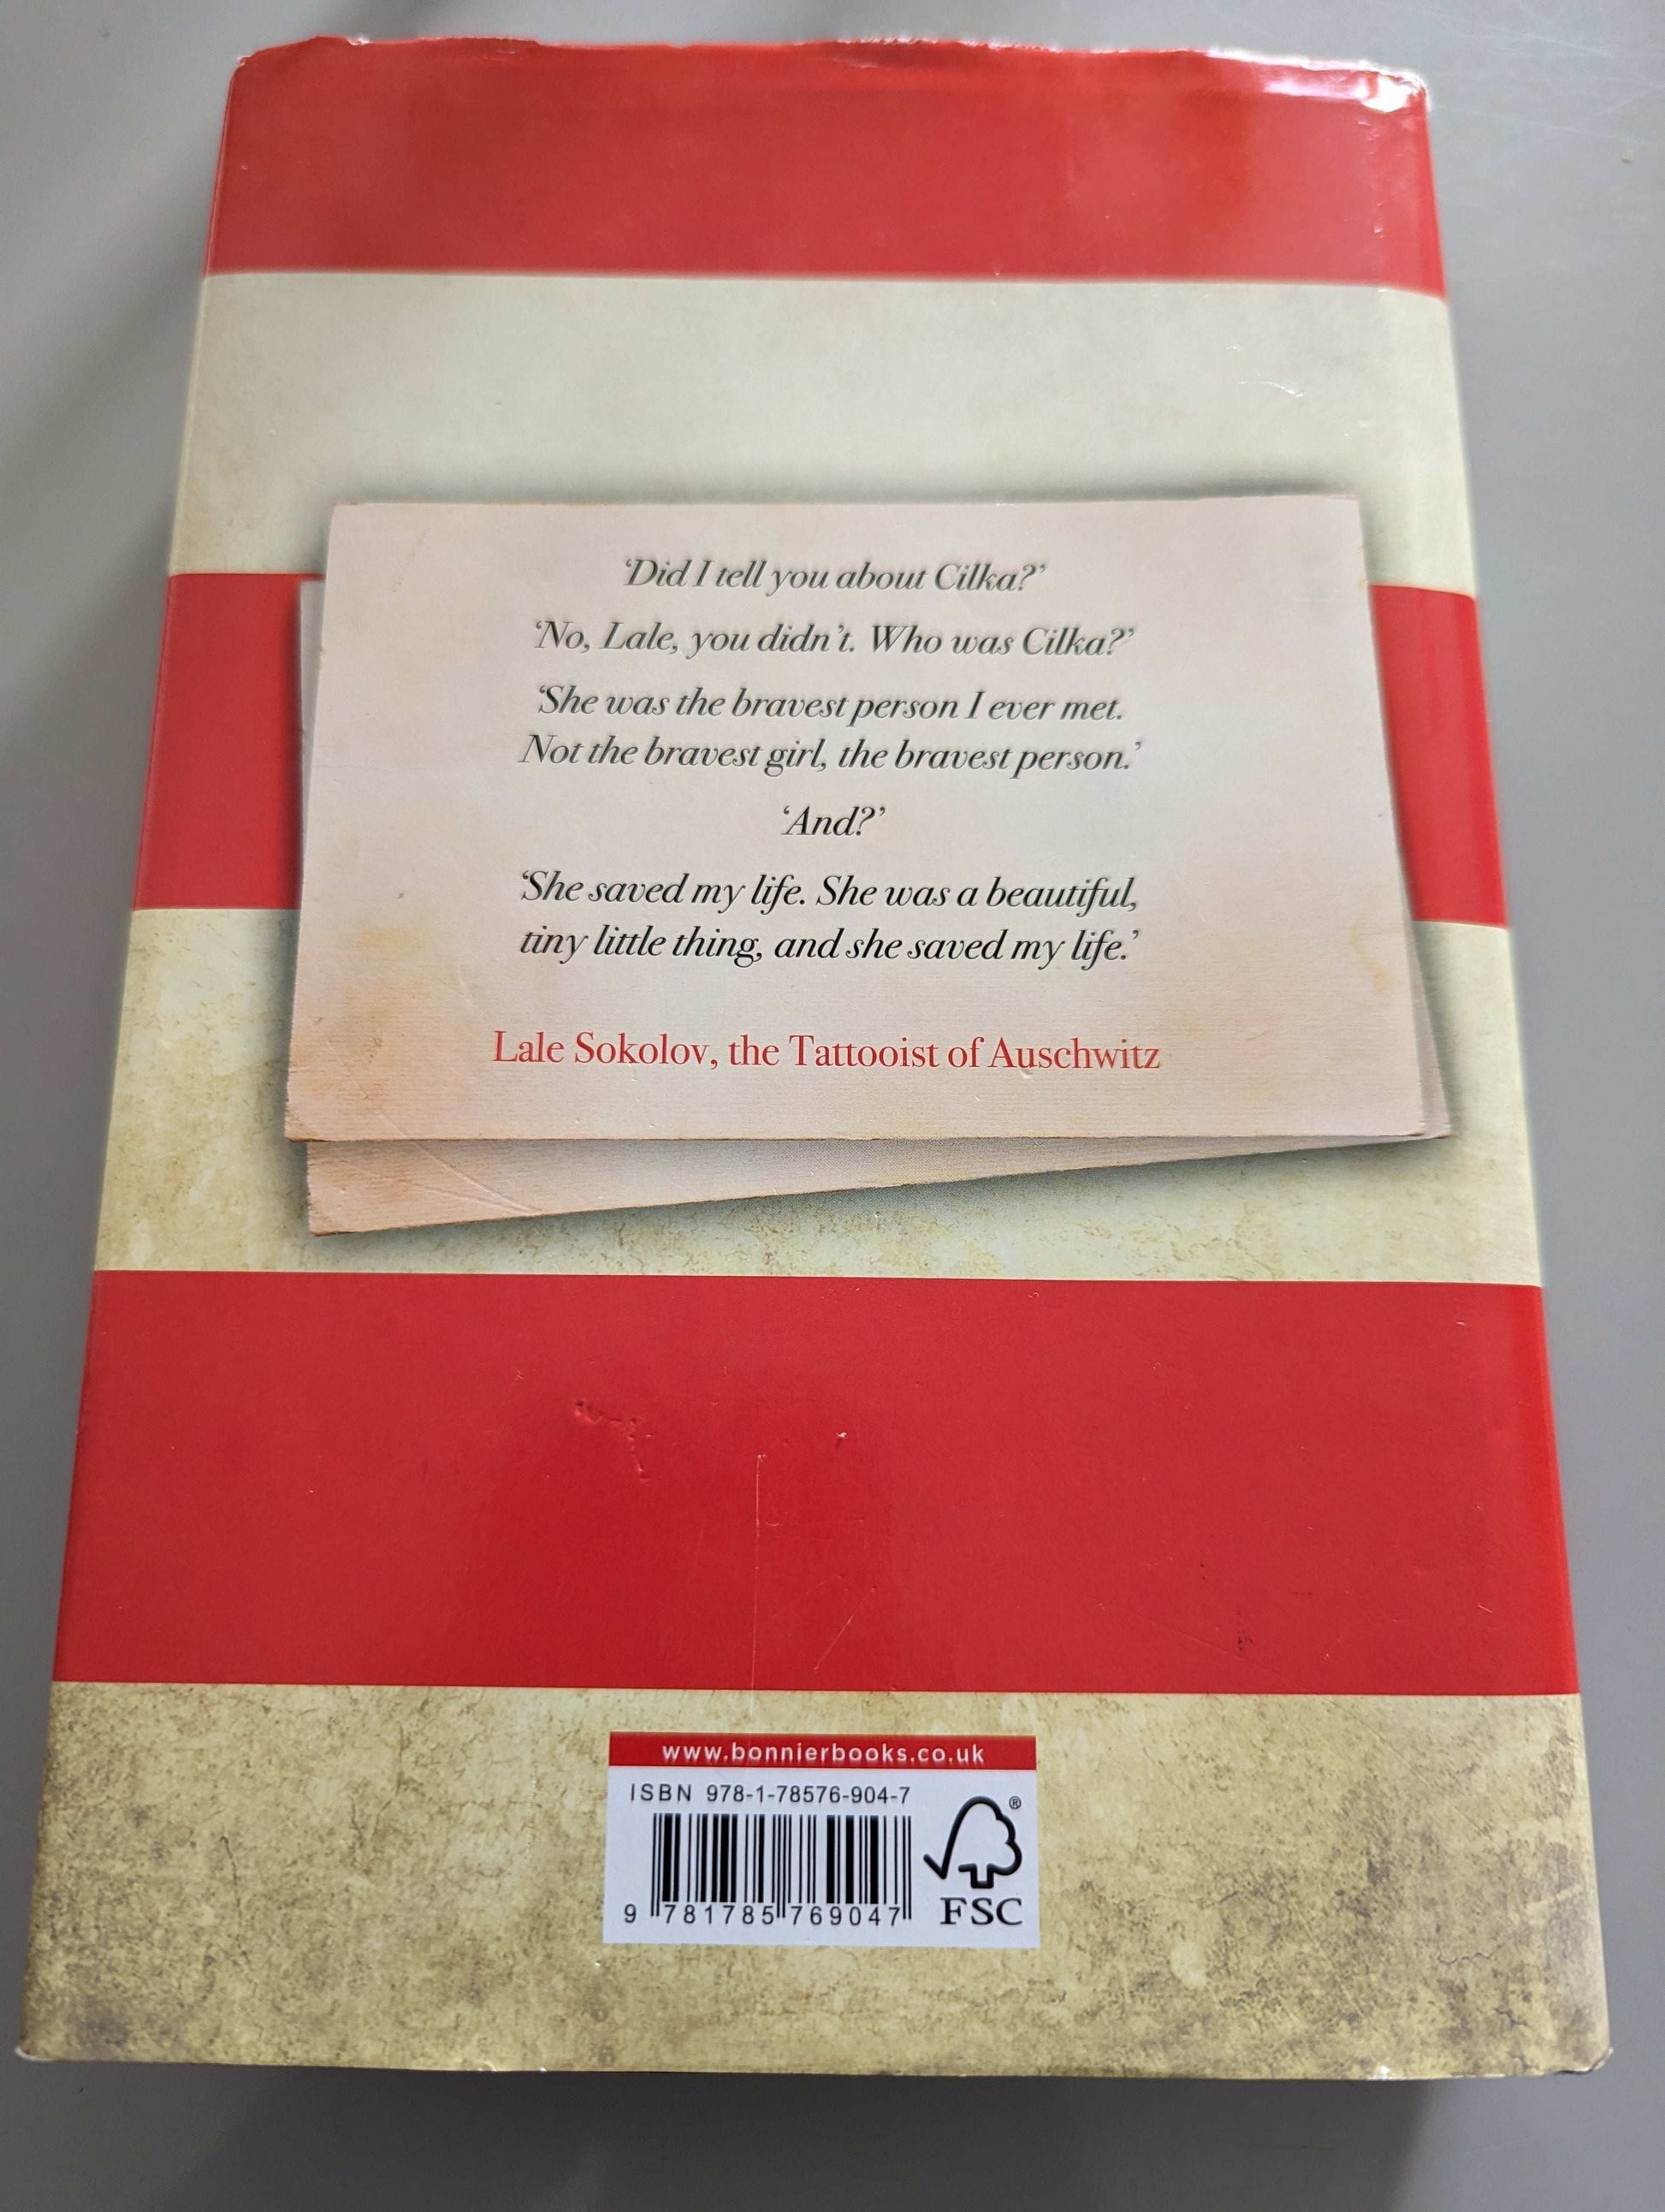 ‘Did I tell you about Cilka?’
‘No, Lale, you didn’t. Who was Cilka?’
‘She was the bravest person I ever met.
Not the bravest girl, the bravest person.’
‘And?’
‘She saved my life. She was a beautiful,
tiny little thing, and she saved my life.’
Lale Sokolov, the Tattooist of Auschwitz
www.bonnierbooks.co.uk
ISBN 978-1-78576-904-7
9 781785 769047
® FSC